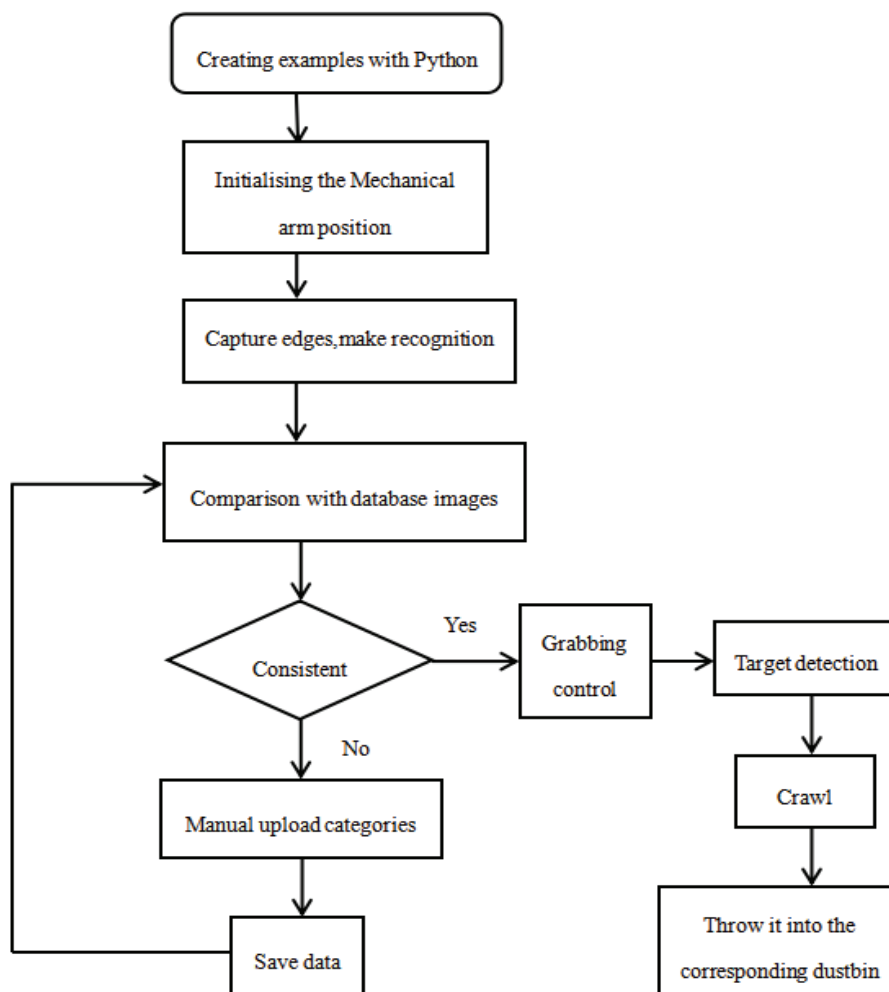 Creating examples with Python
Initialising the Mechanical
arm position
Capture edges,make recognition
Comparison with database images
Consistent
Yes
Grabbing
control
Target detection
Crawl
Throw it into the
corresponding dustbin
No
Manual upload categories
Save data